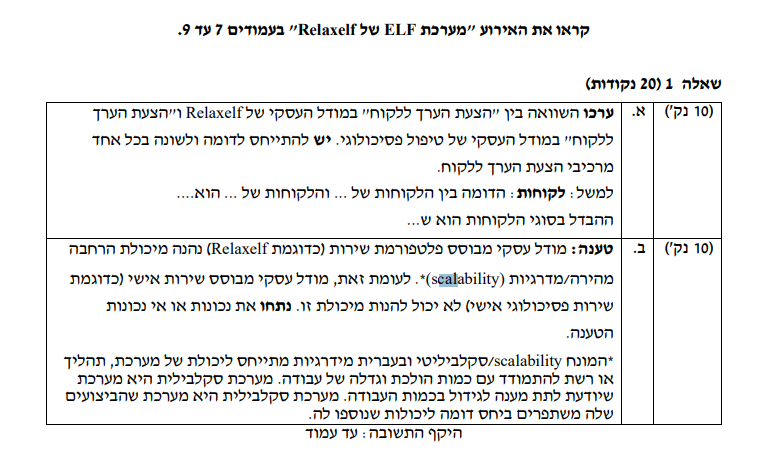 קראו את האירוע "מערכת ELF של Relaxelf" בעמודים 7 עד 9.
שאלה 1 (20 נקודות)
א. (10 נק')
ערכו השוואה בין "הצעת הערך ללקוח" במודל העסקי של Relaxelf ו"הצעת הערך
ללקוח" במודל העסקי של טיפול פסיכולוגי. יש להתייחס לדומה ולשונה בכל אחד
מרכיבי הצעת הערך ללקוח.
למשל: לקוחות: הדומה בין הלקוחות של ... והלקוחות של ... הוא....
ההבדל בסוגי הלקוחות הוא ש...
ב. (10 נק')
טענה: מודל עסקי מבוסס פלטפורמת שירות (כדוגמת Relaxelf) נהנה מיכולת הרחבה
מהירה/מדרגיות (scalability)*. לעומת זאת, מודל עסקי מבוסס שירות אישי (כדוגמת
שירות פסיכולוגי אישי) לא יכול להנות מיכולת זו. נתחו את נכונות או אי נכונות
הטענה.
*המונח scalability/סקלביליטי ובעברית מידרגיות מתייחס ליכולת של מערכת, תהליך
או רשת להתמודד עם כמות הולכת וגדלה של עבודה. מערכת סקלבילית היא מערכת
שיודעת לתת מענה לגידול בכמות העבודה. מערכת סקלבילית היא מערכת שהביצועים
שלה משתפרים ביחס דומה ליכולות שנוספו לה.
היקף התשובה: עד עמוד